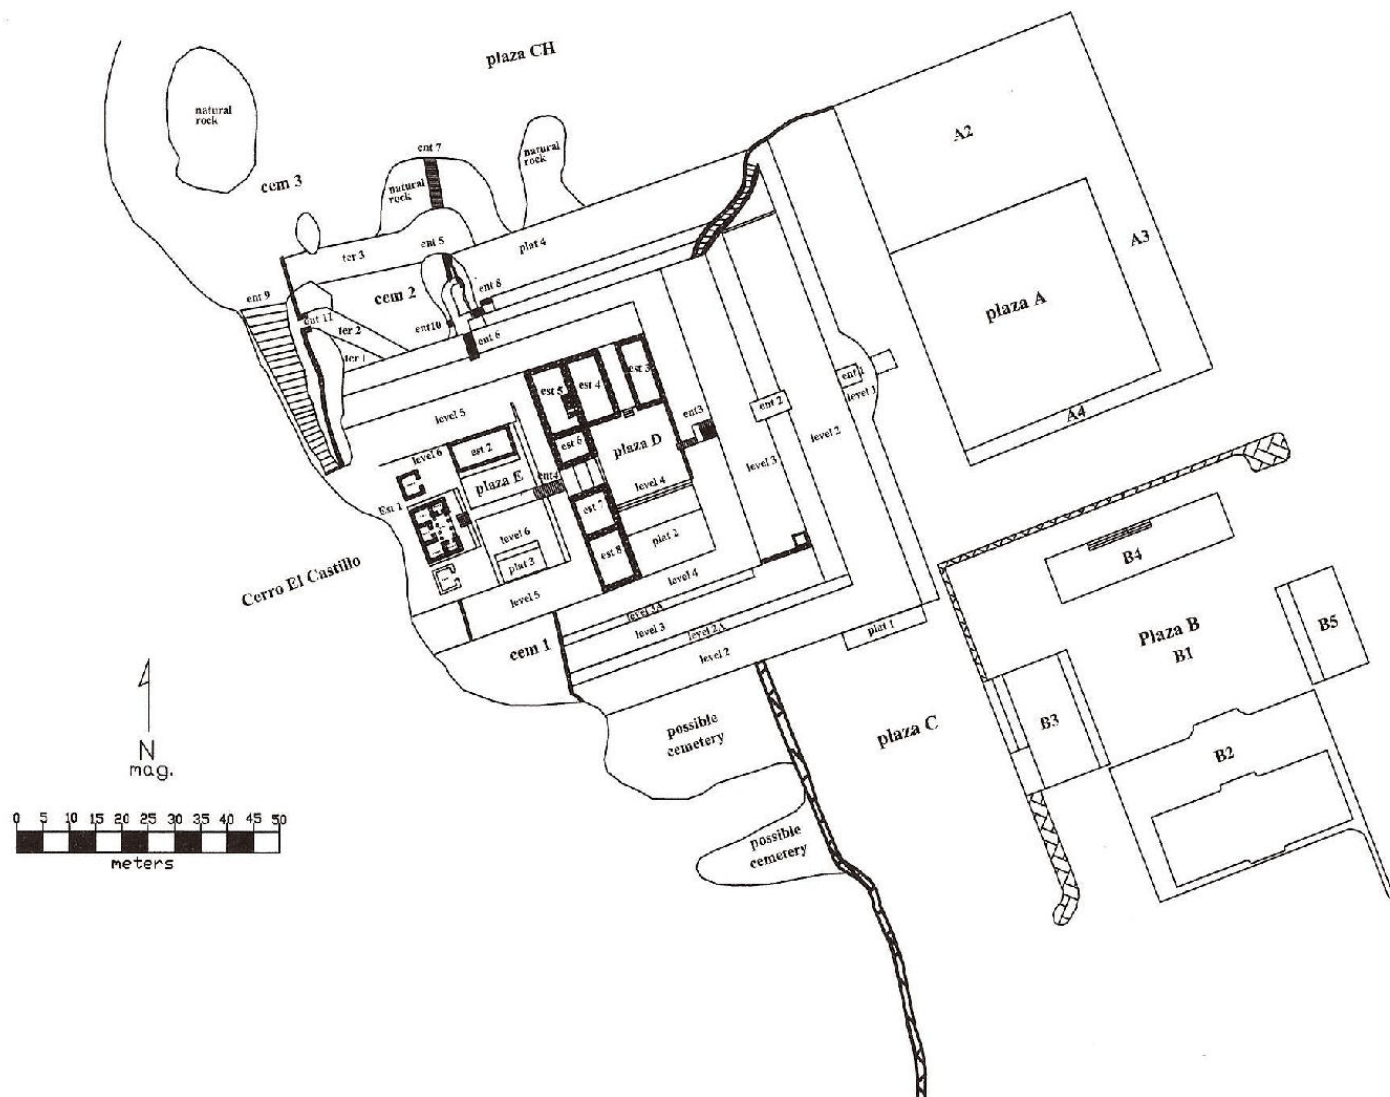 plaza CH
natural
rock
A2
ent 7
natural
rock
cem 3
natural
rock
A3
ent 5
plat 4
ter 3
ent 8
ent 9
cem 2
plaza A
ent 11
ter 2
ent10
ent 6
ter 1
est 3
est 4
est 5
ent 1
level 1
ent 2
ent3
A4
level 5
level 2
est 6
plaza D
est 2
level 6
level 3
ent4
plaza E
level 4
Est 1
est 7
level 6
plat 2
est 8
plat 3
B4
Cerro El Castillo
level 4
level 5
level 3A
level 3
level 2A
plat 1
Plaza B
B1
B5
cem 1
level 2
possible
cemetery
plaza C
B3
B2
N
mag.
0 5 10 15 20 25 30 35 40 45 50
meters
possible
cemetery